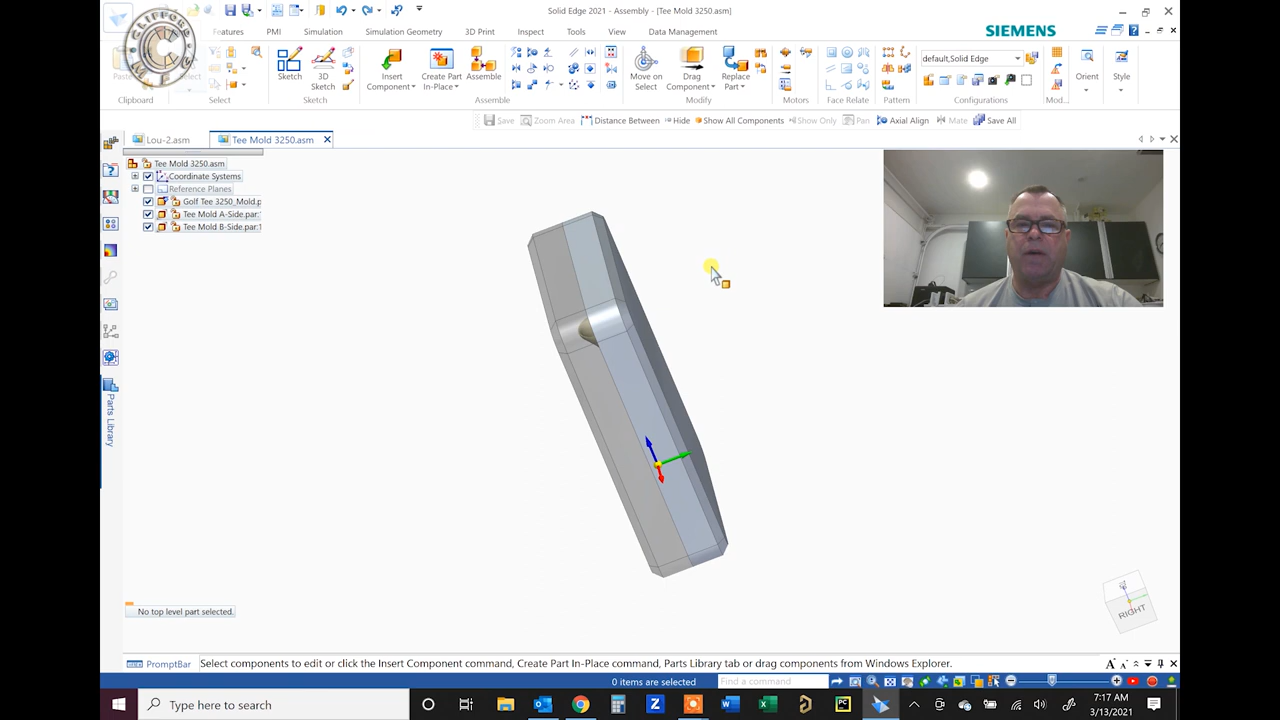 Solid Edge 2021 - Assembly - [Tee Mold 3250.asm]
Features PMI Simulation Simulation Geometry 3D Print Inspect Tools View Data Management
SIEMENS
CLIFFORD
Paste
Select
Sketch
3D Sketch
Insert Component
Create Part In-Place
Assemble
Move on Select
Drag Component
Replace Part
default,Solid Edge
Orient
Style
Clipboard Select Sketch Assemble Modify Motors Face Relate Pattern Configurations Mod...
Save Zoom Area Distance Between Hide Show All Components Show Only Pan Axial Align Mate Save All
Lou-2.asm Tee Mold 3250.asm
Tee Mold 3250.asm
Coordinate Systems
Reference Planes
Golf Tee 3250_Mold.p
Tee Mold A-Side.par:
Tee Mold B-Side.par:1
Parts Library
RIGHT
No top level part selected.
PromptBar Select components to edit or click the Insert Component command, Create Part In-Place command, Parts Library tab or drag components from Windows Explorer.
0 items are selected Find a command
Type here to search
7:17 AM
3/13/2021